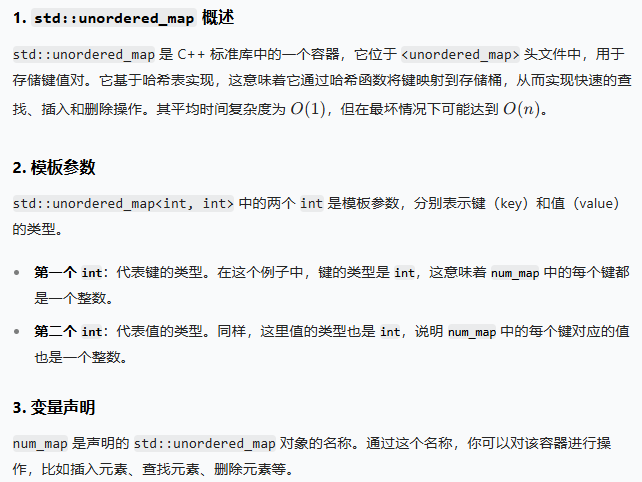 1. std::unordered_map 概述
std::unordered_map 是 C++ 标准库中的一个容器，它位于 <unordered_map> 头文件中，用于
存储键值对。它基于哈希表实现，这意味着它通过哈希函数将键映射到存储桶，从而实现快速的查
找、插入和删除操作。其平均时间复杂度为 O(1)，但在最坏情况下可能达到 O(n)。
2. 模板参数
std::unordered_map<int, int> 中的两个 int 是模板参数，分别表示键（key）和值（value）
的类型。
• 第一个 int：代表键的类型。在这个例子中，键的类型是 int，这意味着 num_map 中的每个键都
是一个整数。
• 第二个 int：代表值的类型。同样，这里值的类型也是 int，说明 num_map 中的每个键对应的值
也是一个整数。
3. 变量声明
num_map 是声明的 std::unordered_map 对象的名称。通过这个名称，你可以对该容器进行操
作，比如插入元素、查找元素、删除元素等。